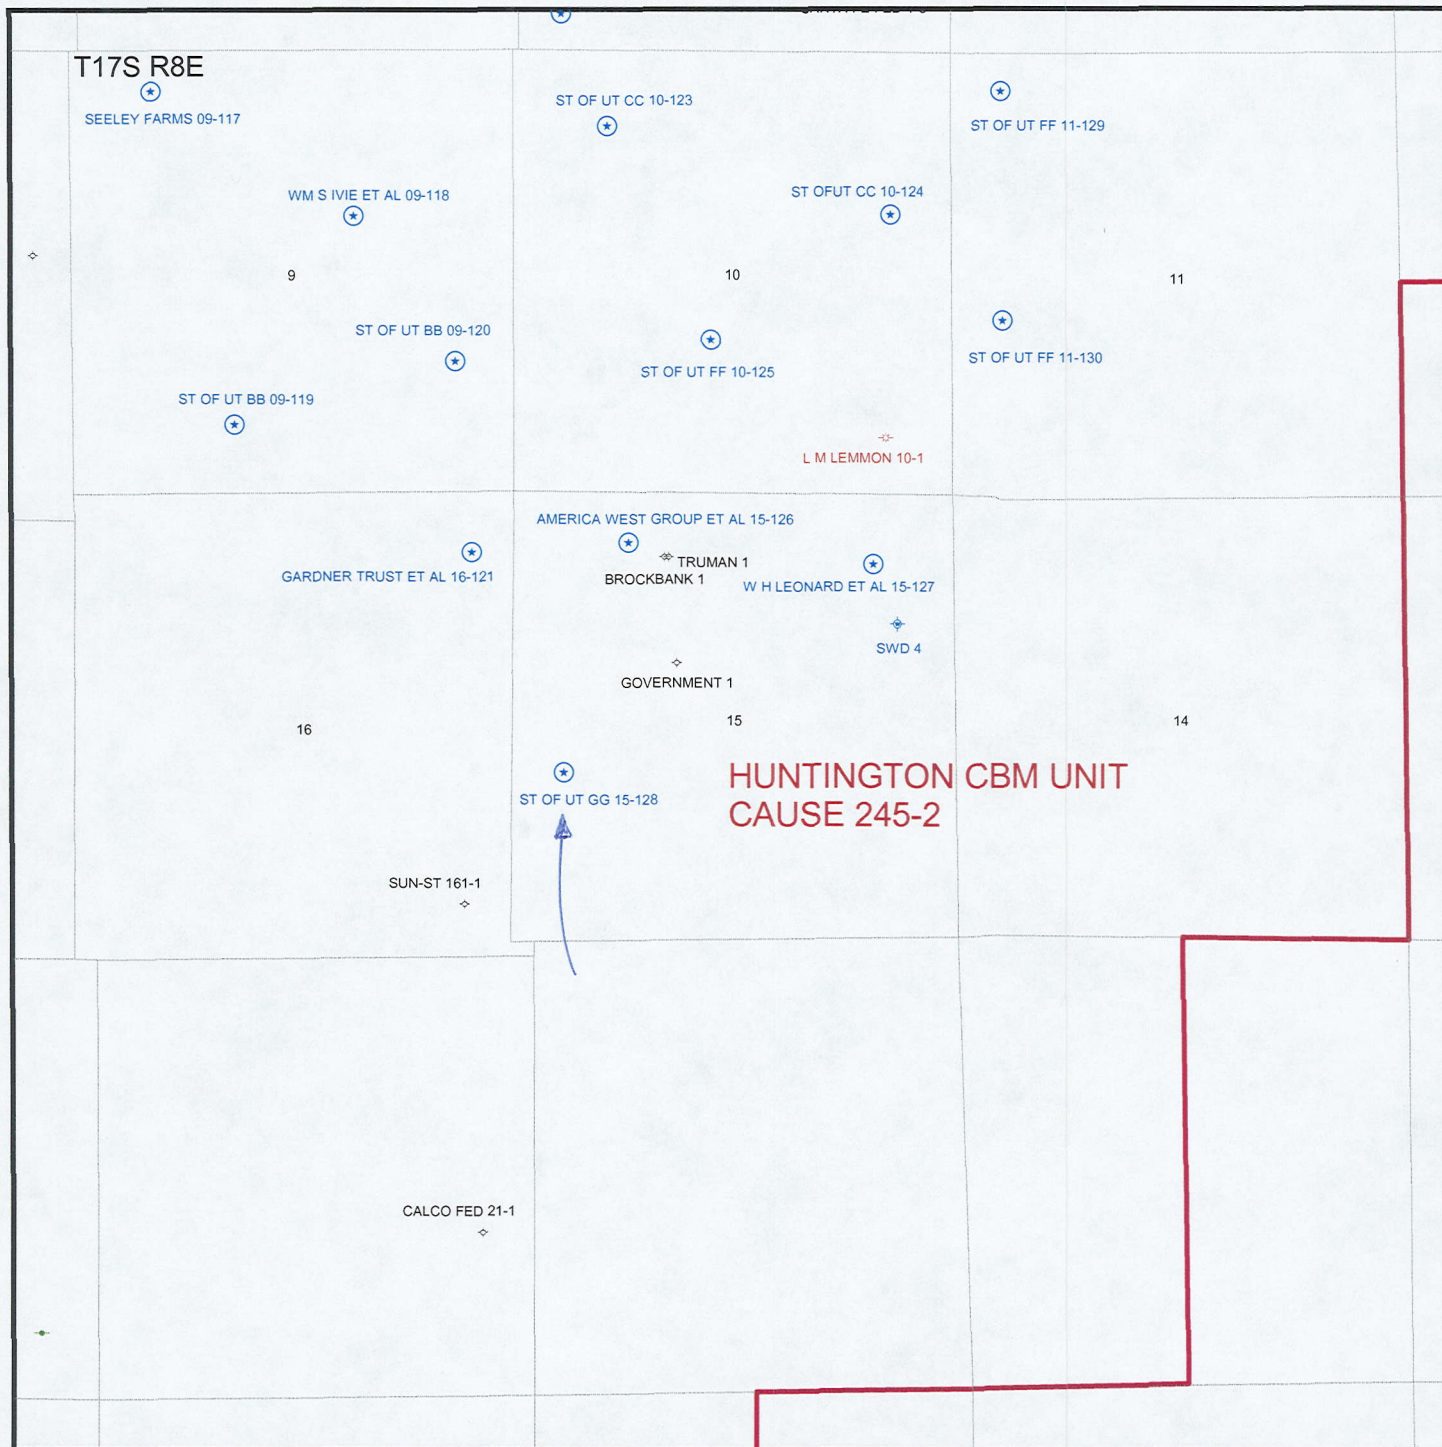 T17S R8E
SEELEY FARMS 09-117
ST OF UT CC 10-123
ST OF UT FF 11-129
WM S IVIE ET AL 09-118
ST OFUT CC 10-124
9
10
11
ST OF UT BB 09-120
ST OF UT FF 10-125
ST OF UT FF 11-130
ST OF UT BB 09-119
L M LEMMON 10-1
AMERICA WEST GROUP ET AL 15-126
TRUMAN 1
GARDNER TRUST ET AL 16-121
BROCKBANK 1
W H LEONARD ET AL 15-127
SWD 4
GOVERNMENT 1
16
15
14
HUNTINGTON CBM UNIT
CAUSE 245-2
ST OF UT GG 15-128
SUN-ST 161-1
CALCO FED 21-1